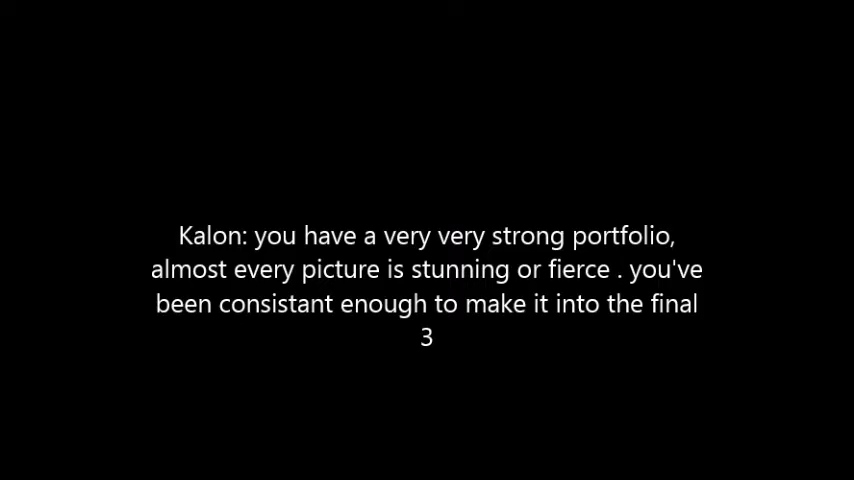 Kalon: you have a very very strong portfolio,
almost every picture is stunning or fierce . you've
been consistant enough to make it into the final
3